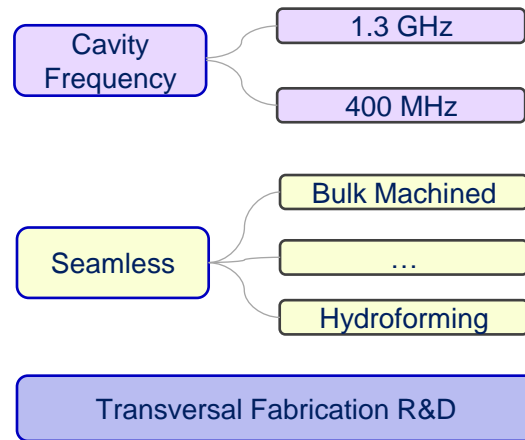 Cavity
Frequency
1.3 GHz
400 MHz
Seamless
Bulk Machined
…
Hydroforming
Transversal Fabrication R&D